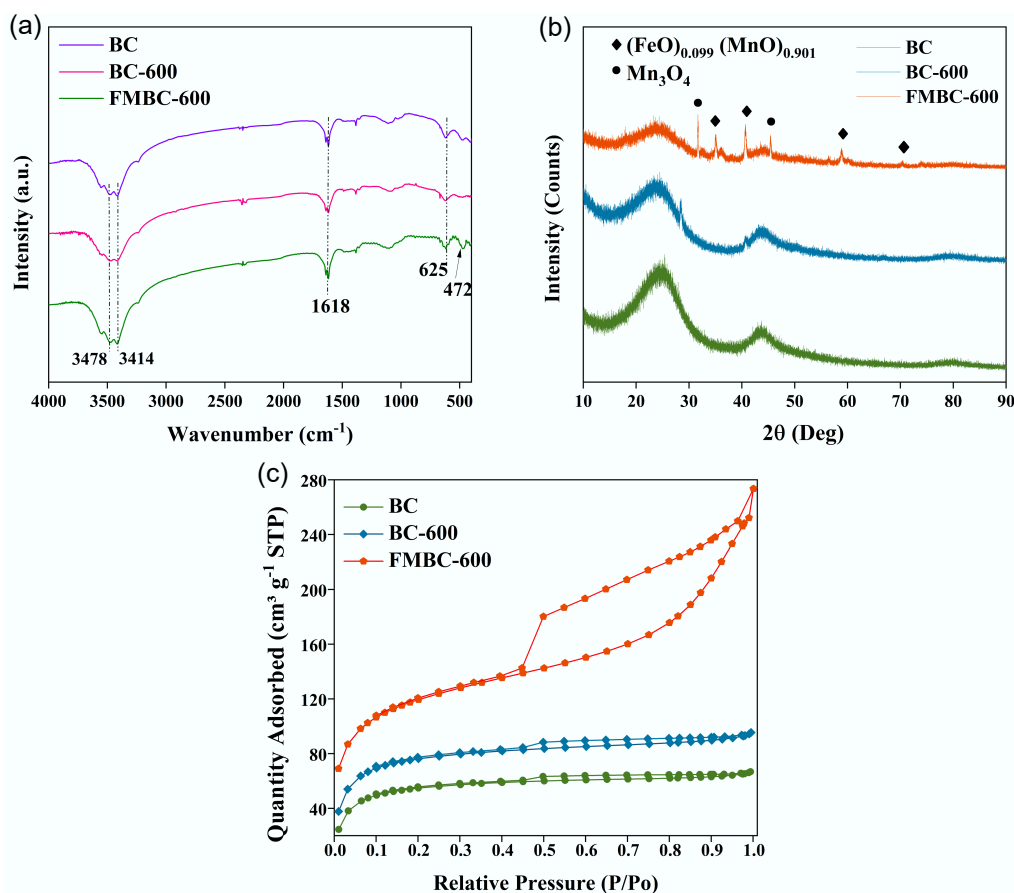 (a)
BC
BC-600
FMBC-600
Intensity (a.u.)
3478
3414
1618
625
472
4000 3500 3000 2500 2000 1500 1000 500
Wavenumber (cm⁻¹)
(b)
(FeO)₀.₀₉₉ (MnO)₀.₉₀₁
Mn₃O₄
BC
BC-600
FMBC-600
Intensity (Counts)
10 20 30 40 50 60 70 80 90
2θ (Deg)
(c)
BC
BC-600
FMBC-600
Quantity Adsorbed (cm³ g⁻¹ STP)
280
240
200
160
120
80
40
0.0 0.1 0.2 0.3 0.4 0.5 0.6 0.7 0.8 0.9 1.0
Relative Pressure (P/Po)